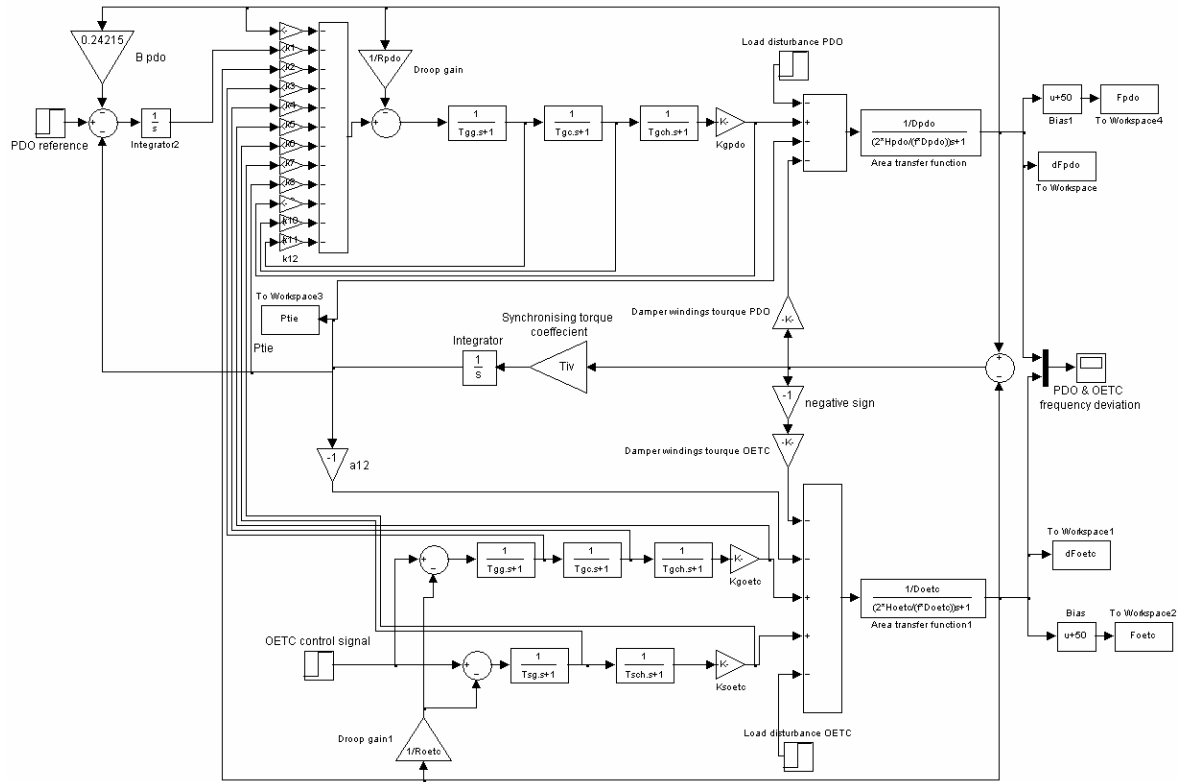 0.24215
B pdo
PDO reference
1
s
Integrator2
k1
k2
k3
k4
k5
k6
k7
k8
k10
k11
k12
1/Rpdo
Droop gain
1
Tgg.s+1
1
Tgc.s+1
1
Tgch.s+1
-K-
Kgpdo
Load disturbance PDO
1/Dpdo
(2*Hpdo/(f*Dpdo))s+1
Area transfer function
u+50
Bias1
Fpdo
To Workspace4
dFpdo
To Workspace
To Workspace3
Ptie
Ptie
Integrator
1
s
Synchronising torque
coeffecient
Tiv
Damper windings tourque PDO
-K-
-1
negative sign
Damper windings tourque OETC
-K-
PDO & OETC
frequency deviation
-1
a12
1
Tgg.s+1
1
Tgc.s+1
1
Tgch.s+1
K-
Kgoetc
OETC control signal
1
Tsg.s+1
1
Tsch.s+1
K-
Ksoetc
Droop gain1
1/Roetc
Load disturbance OETC
1/Doetc
(2*Hoetc/(f*Doetc))s+1
Area transfer function1
To Workspace1
dFoetc
Bias
u+50
To Workspace2
Foetc